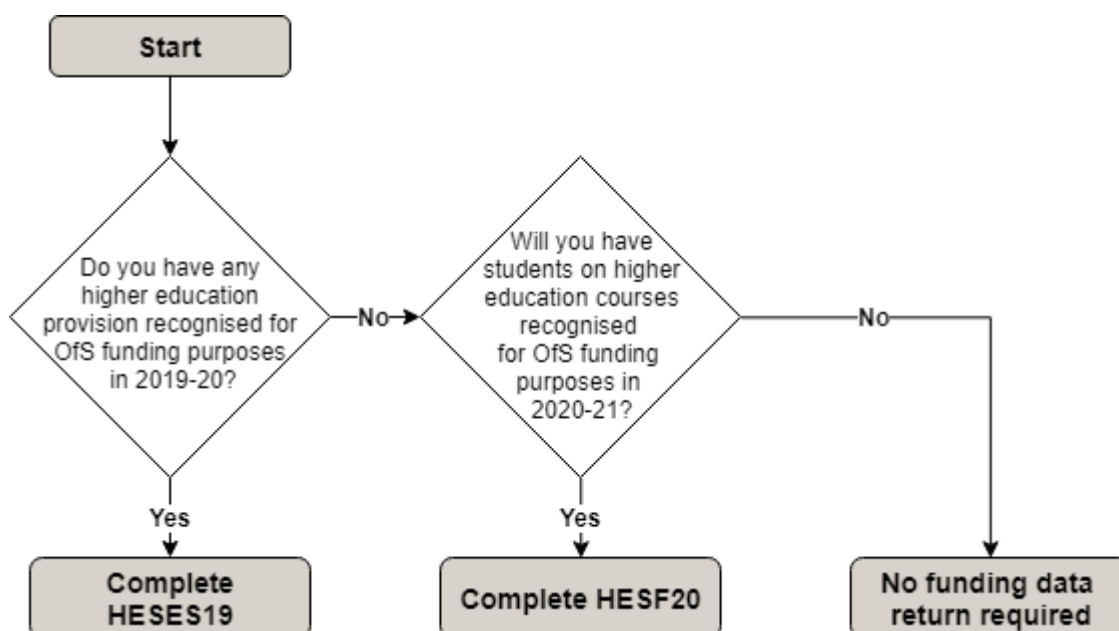 Start
Do you have any
higher education
provision recognised for
OfS funding purposes
in 2019-20?
No
Will you have
students on higher
education courses
recognised
for OfS funding
purposes in
2020-21?
No
Yes
Yes
Complete
HESES19
Complete HESF20
No funding data
return required